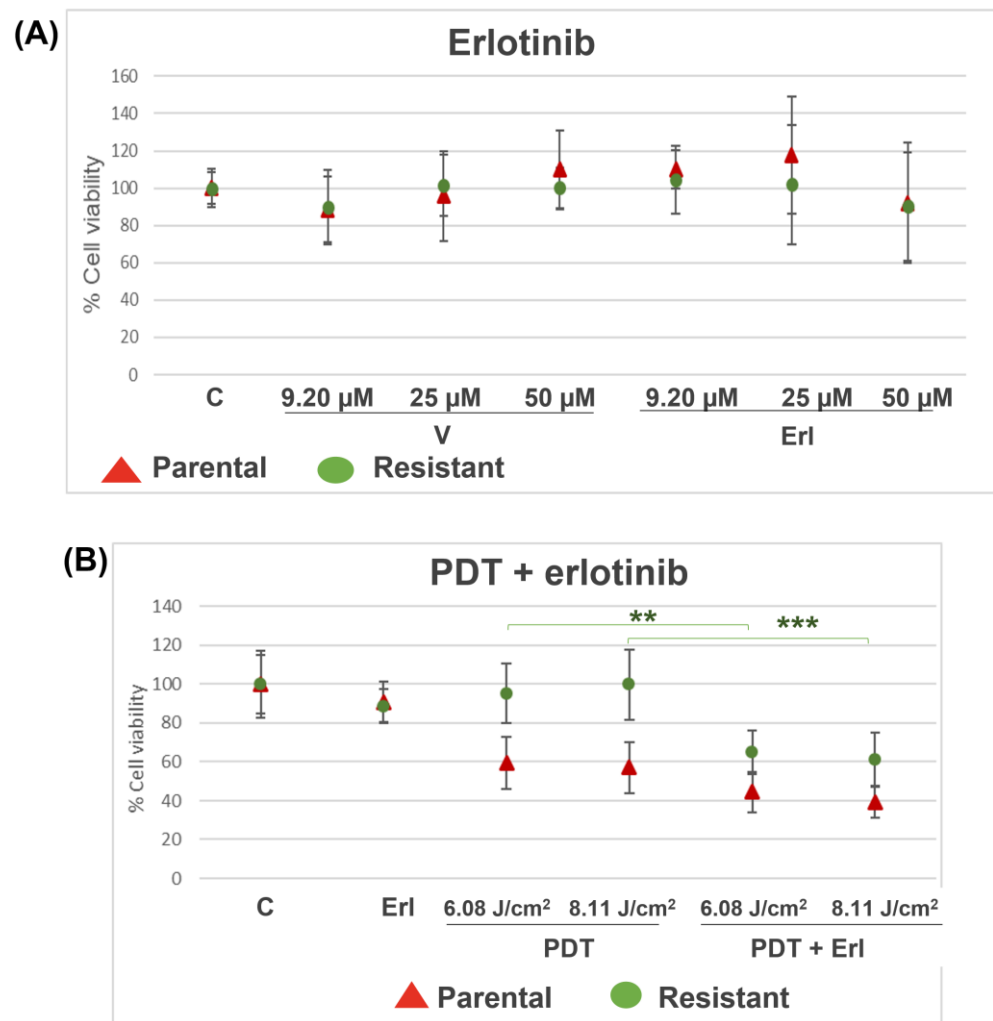 (A)
Erlotinib
% Cell viability
160
140
120
100
80
60
40
20
0
C 9.20 µM 25 µM 50 µM 9.20 µM 25 µM 50 µM
V Erl
Parental Resistant
(B)
PDT + erlotinib
% Cell viability
140
120
100
80
60
40
20
0
** ***
C Erl 6.08 J/cm² 8.11 J/cm² 6.08 J/cm² 8.11 J/cm²
PDT PDT + Erl
Parental Resistant